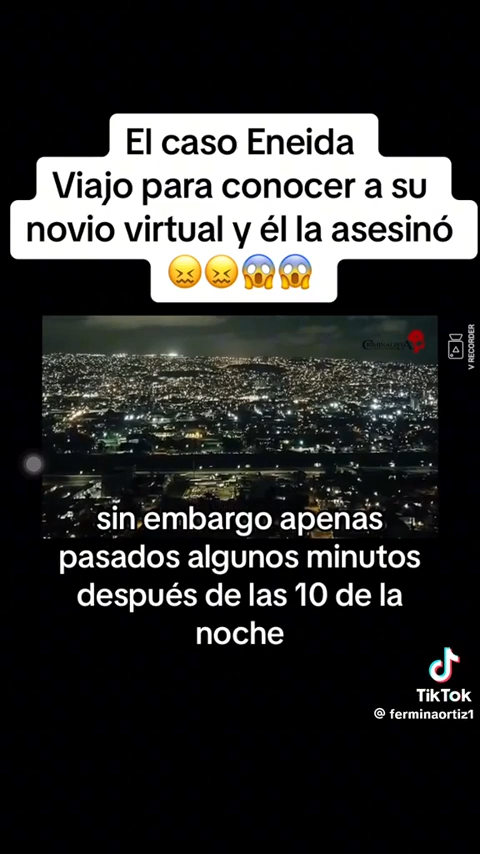 El caso Eneida
Viajo para conocer a su
novio virtual y él la asesinó
😖😖😱😱
V RECORDER
sin embargo apenas
pasados algunos minutos
después de las 10 de la
noche
TikTok
@ ferminaortiz1